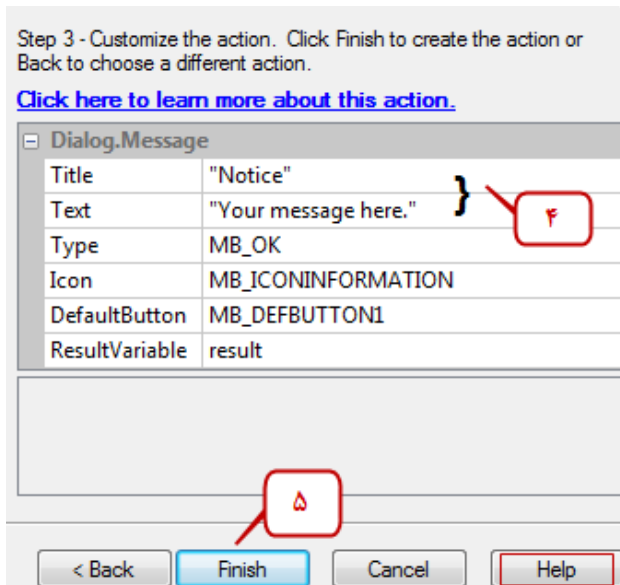 Step 3 - Customize the action. Click Finish to create the action or
Back to choose a different action.
Click here to learn more about this action.
Dialog.Message
Title "Notice"
Text "Your message here."
}
۴
Type MB_OK
Icon MB_ICONINFORMATION
DefaultButton MB_DEFBUTTON1
ResultVariable result
۵
< Back Finish Cancel Help